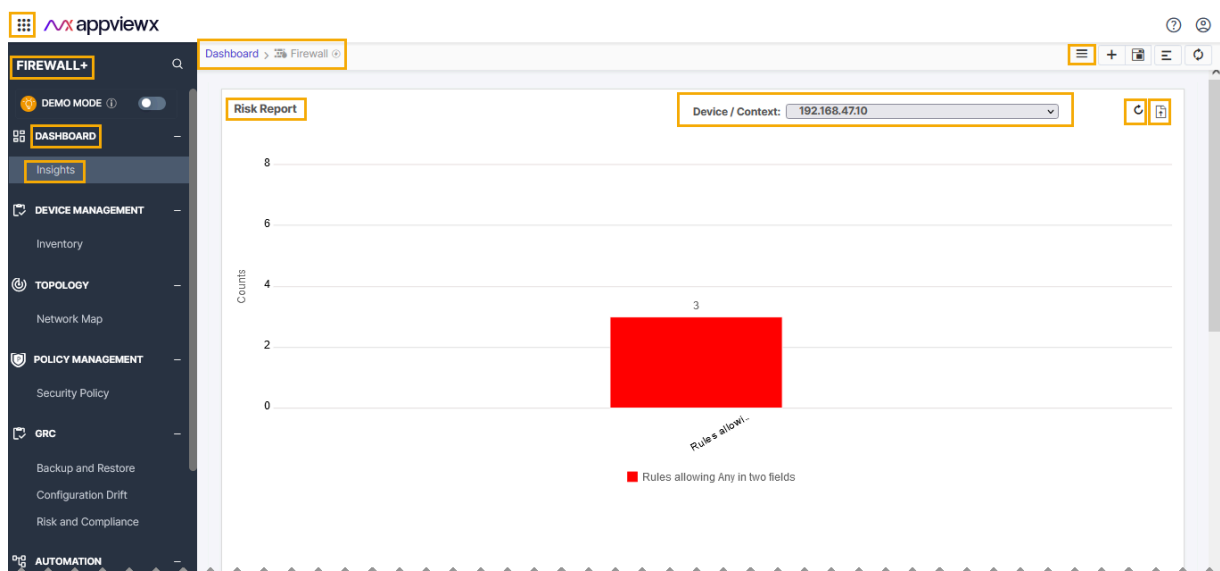 appviewx
FIREWALL+
Dashboard > Firewall
DEMO MODE
DASHBOARD
Insights
DEVICE MANAGEMENT
Inventory
TOPOLOGY
Network Map
POLICY MANAGEMENT
Security Policy
GRC
Backup and Restore
Configuration Drift
Risk and Compliance
AUTOMATION
Risk Report
Device / Context: 192.168.47.10
8
6
4
2
0
Counts
3
Rules allowi..
Rules allowing Any in two fields